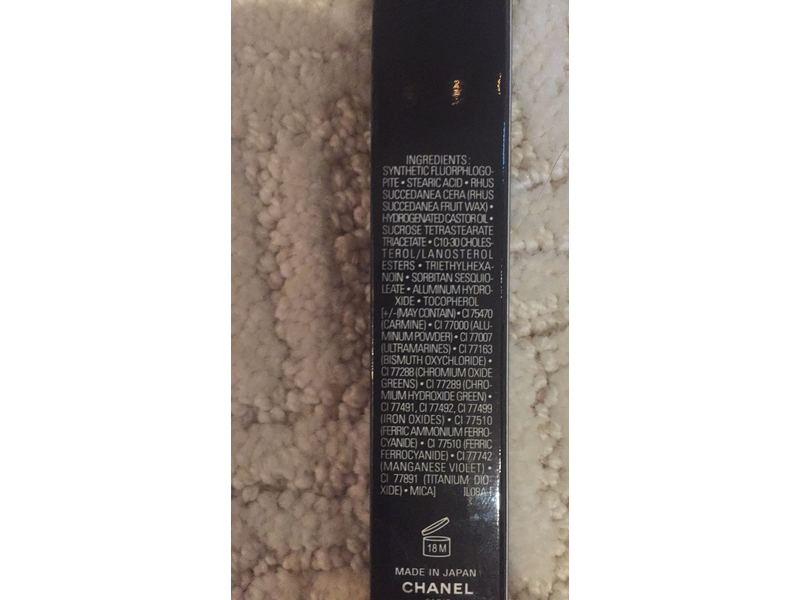 INGREDIENTS:
SYNTHETIC FLUORPHLOGO-
PITE • STEARIC ACID • RHUS
SUCCEDANEA CERA (RHUS
SUCCEDANEA FRUIT WAX) •
HYDROGENATED CASTOR OIL •
SUCROSE TETRASTEARATE
TRIACETATE • C10-30 CHOLES-
TEROL/LANOSTEROL
ESTERS • TRIETHYLHEXA-
NOIN • SORBITAN SESQUIO-
LEATE • ALUMINUM HYDRO-
XIDE • TOCOPHEROL
[+/-(MAY CONTAIN) • CI 75470
(CARMINE) • CI 77000 (ALU-
MINUM POWDER) • CI 77007
(ULTRAMARINES) • CI 77163
(BISMUTH OXYCHLORIDE) •
CI 77288 (CHROMIUM OXIDE
GREENS) • CI 77289 (CHRO-
MIUM HYDROXIDE GREEN) •
CI 77491, CI 77492, CI 77499
(IRON OXIDES) • CI 77510
(FERRIC AMMONIUM FERRO-
CYANIDE) • CI 77510 (FERRIC
FERROCYANIDE) • CI 77742
(MANGANESE VIOLET) •
CI 77891 (TITANIUM DIO-
XIDE) • MICA] IL08A-1
18 M
MADE IN JAPAN
CHANEL